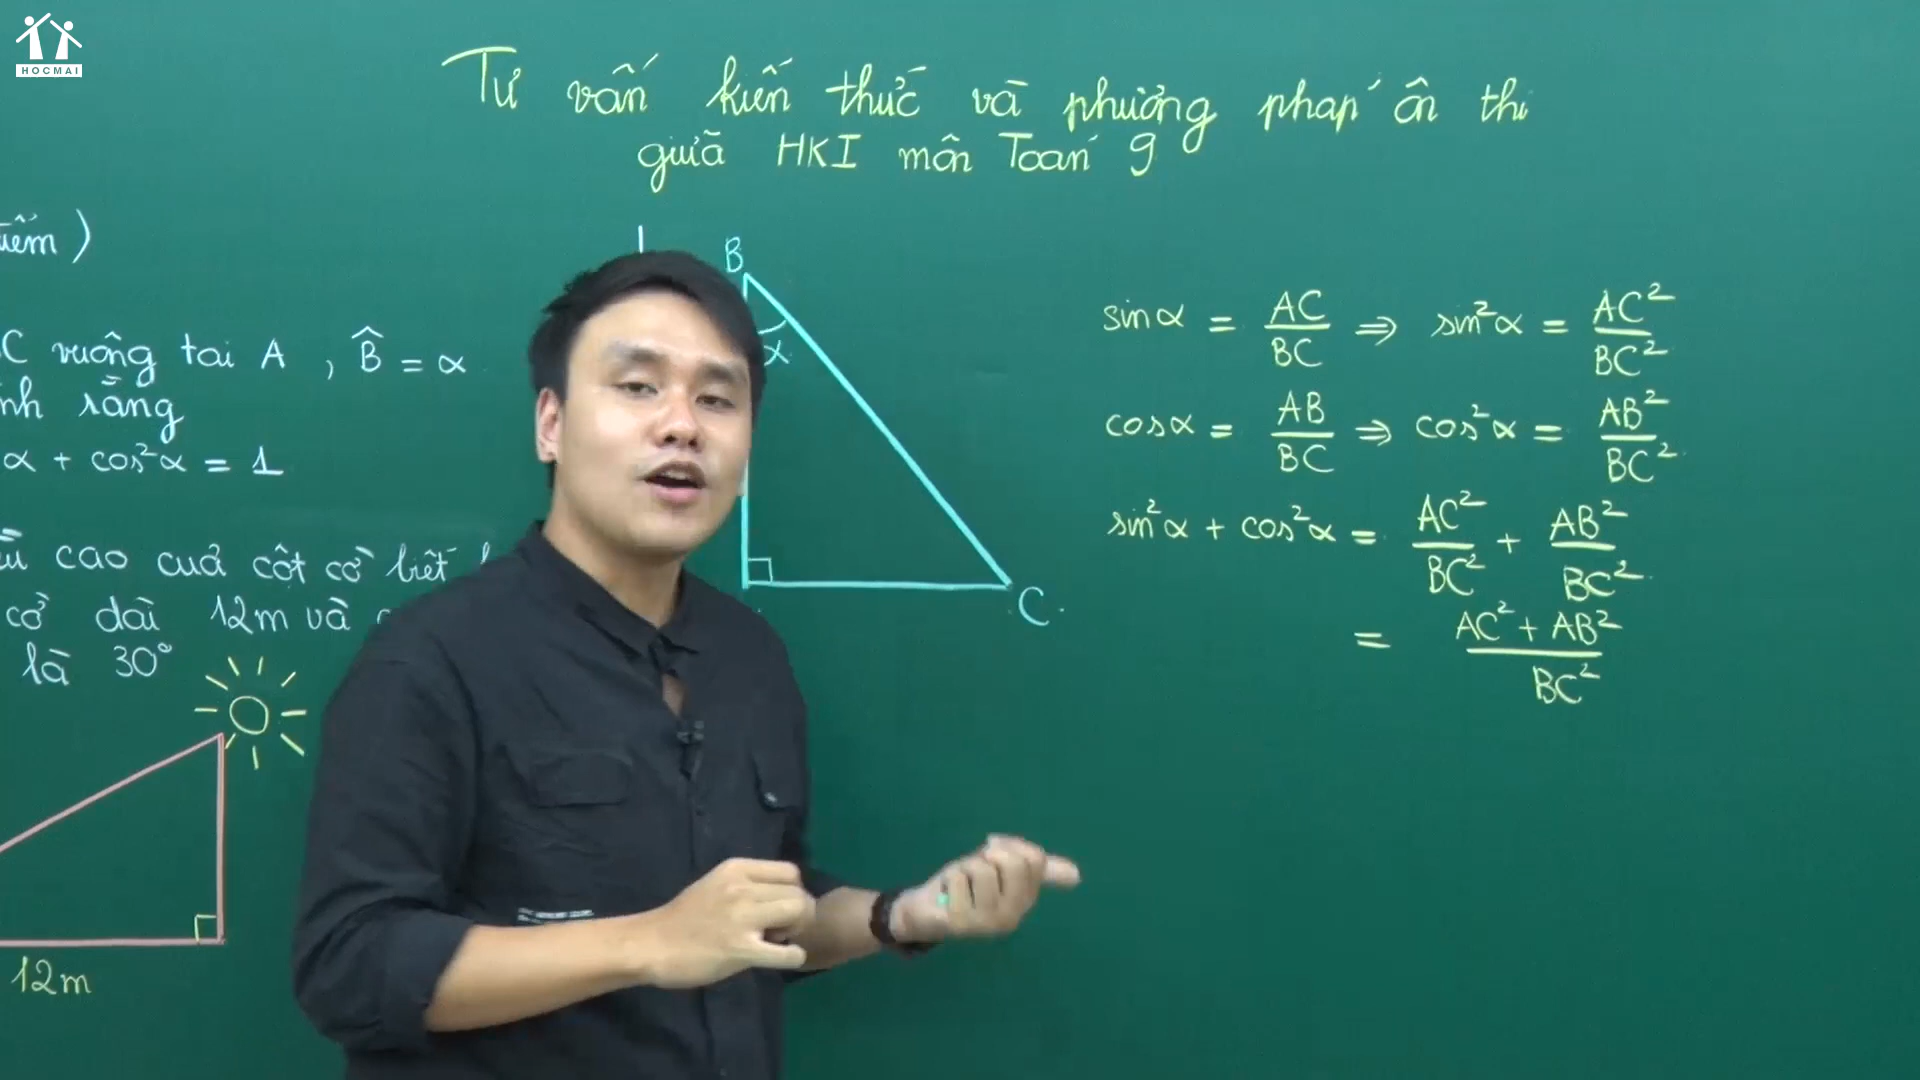 HOCMAI
Tư vấn kiến thức và phương pháp ôn thi
giữa HKI môn Toán 9
C vuông tại A , B̂ = α
rằng
α + cos²α = 1
cao của cột cờ biết
cờ dài 12m và
là 30°
12m
B
α
C
sinα = AC/BC ⇒ sin²α = AC²/BC²
cosα = AB/BC ⇒ cos²α = AB²/BC²
sin²α + cos²α = AC²/BC² + AB²/BC²
= (AC² + AB²)/BC²